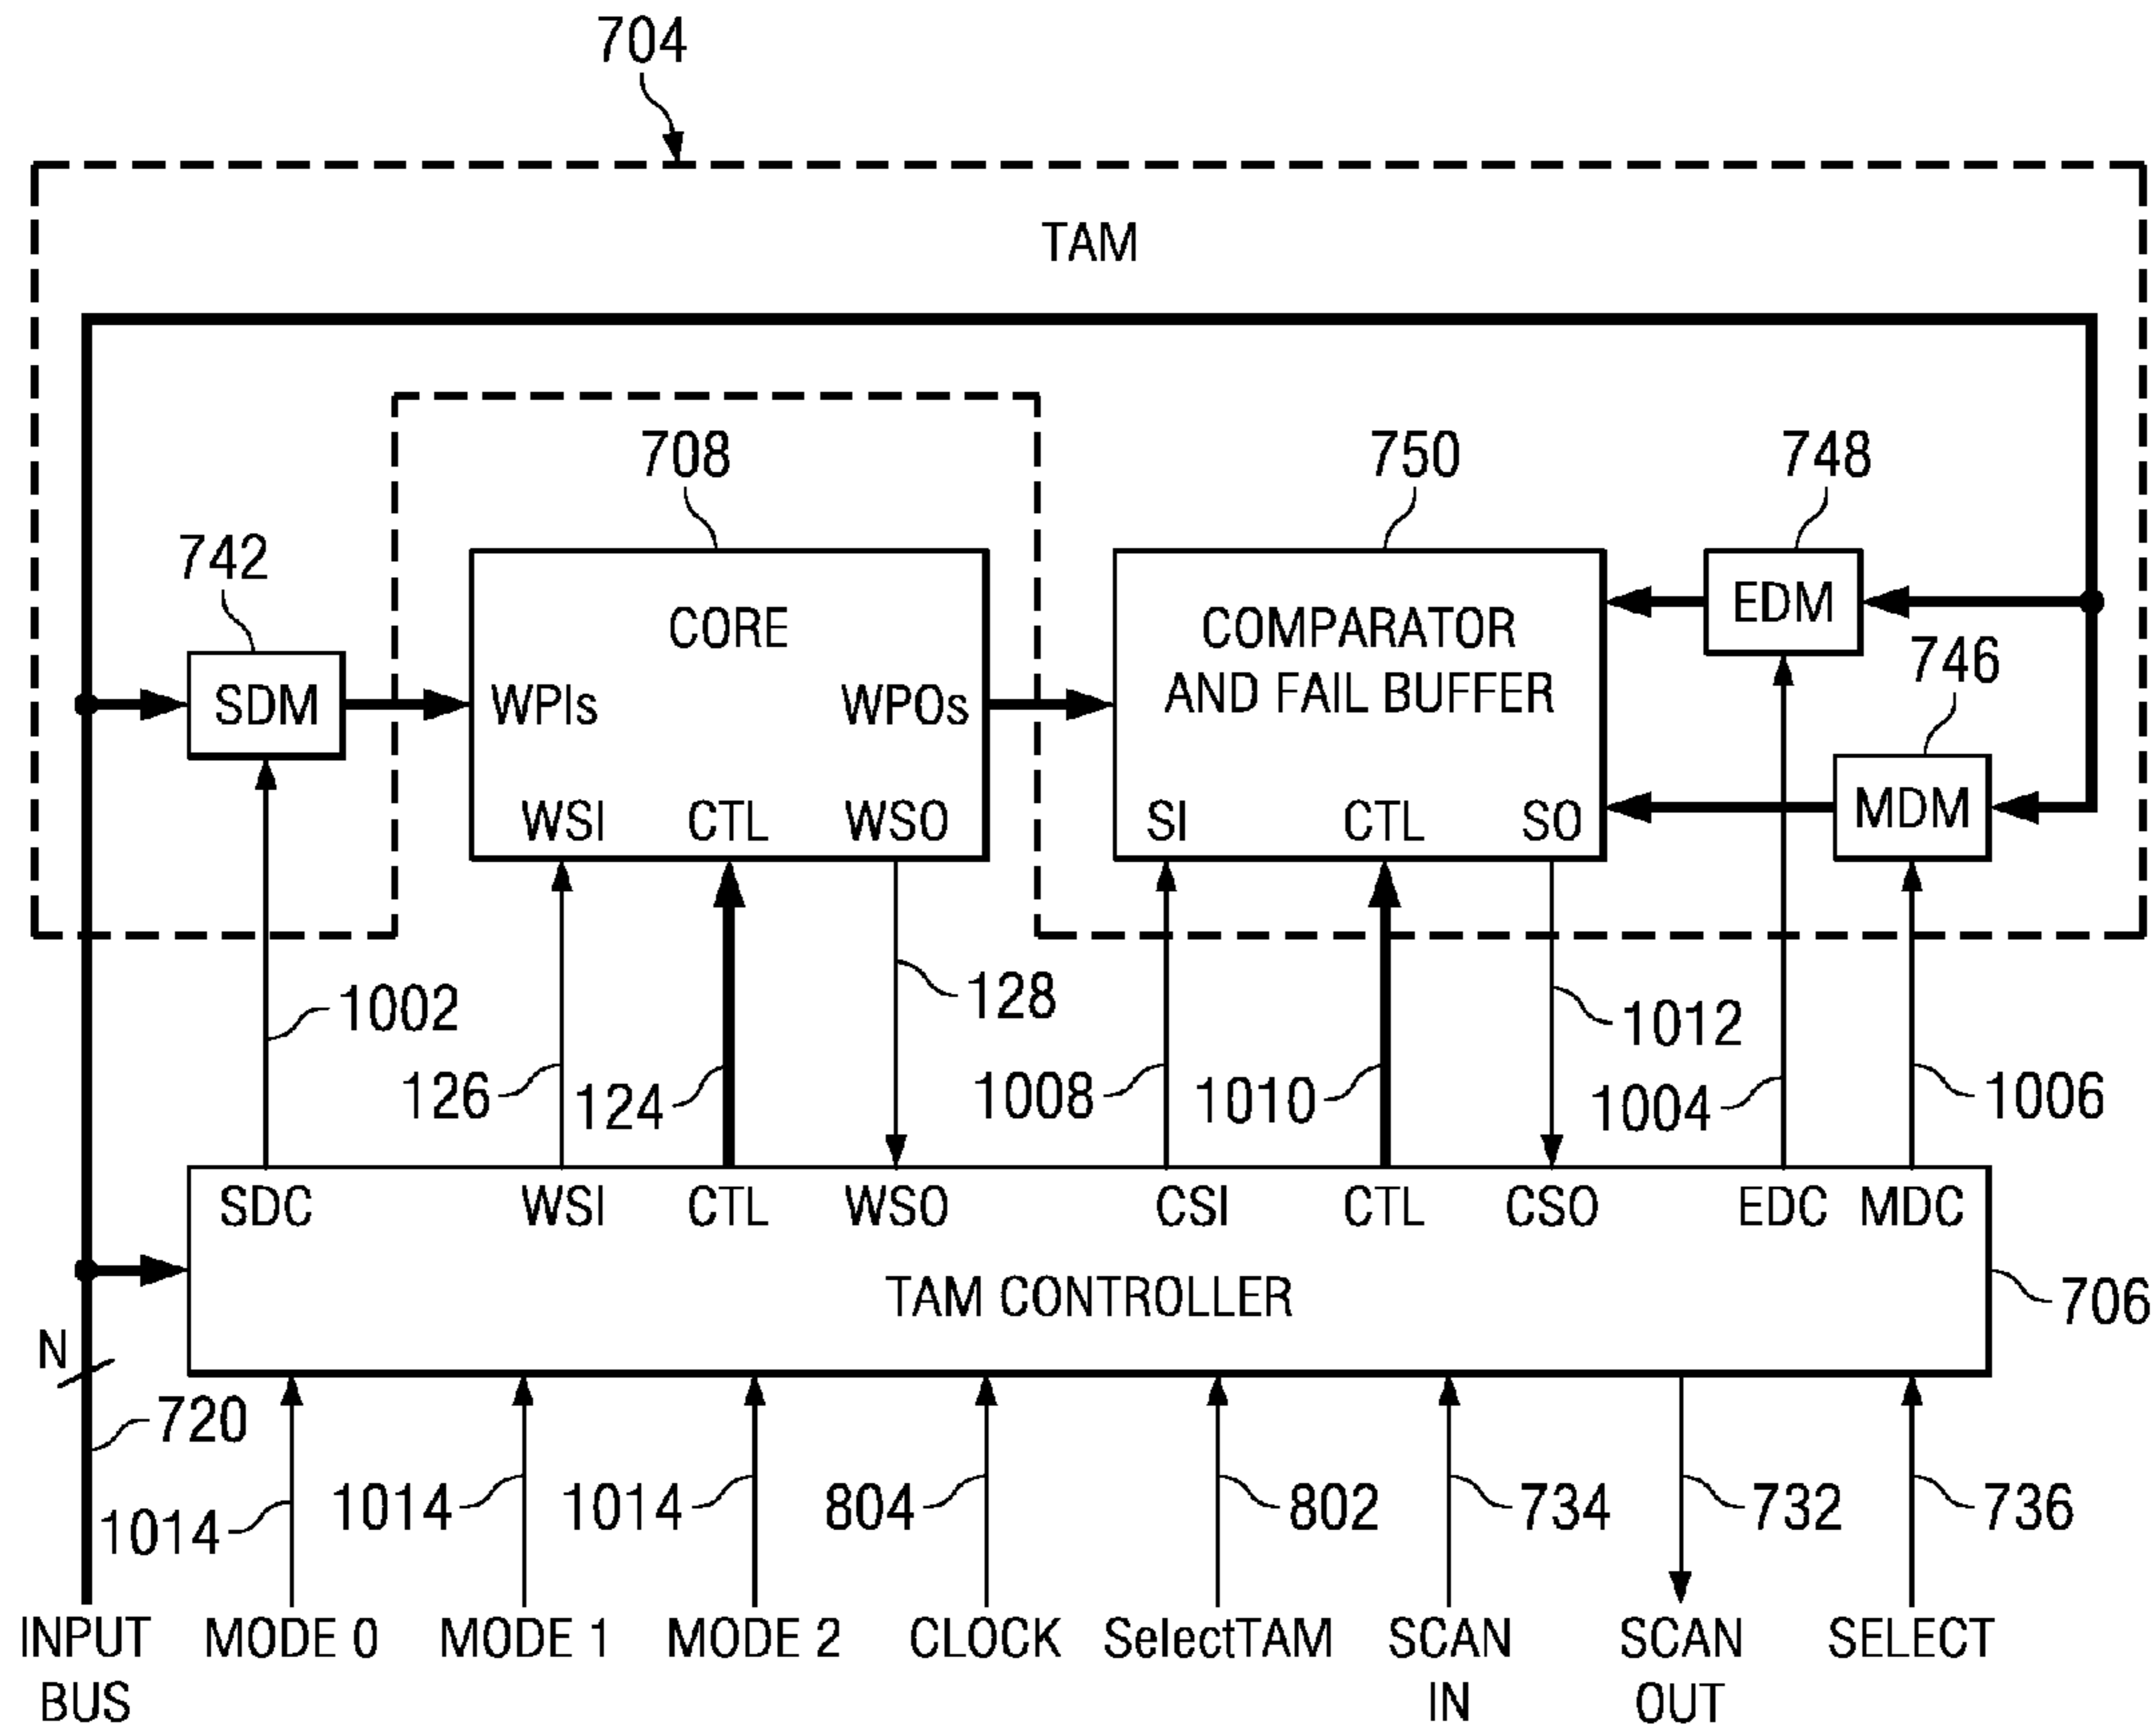 704
TAM
708
750
748
742
CORE
COMPARATOR
AND FAIL BUFFER
EDM
746
SDM
WPIs
WPOs
MDM
WSI
CTL
WSO
SI
CTL
SO
1002
128
1012
126
124
1008
1010
1004
1006
SDC
WSI
CTL
WSO
CSI
CTL
CSO
EDC
MDC
TAM CONTROLLER
706
N
720
1014
1014
1014
804
802
734
732
736
INPUT
BUS
MODE 0
MODE 1
MODE 2
CLOCK
SelectTAM
SCAN
IN
SCAN
OUT
SELECT